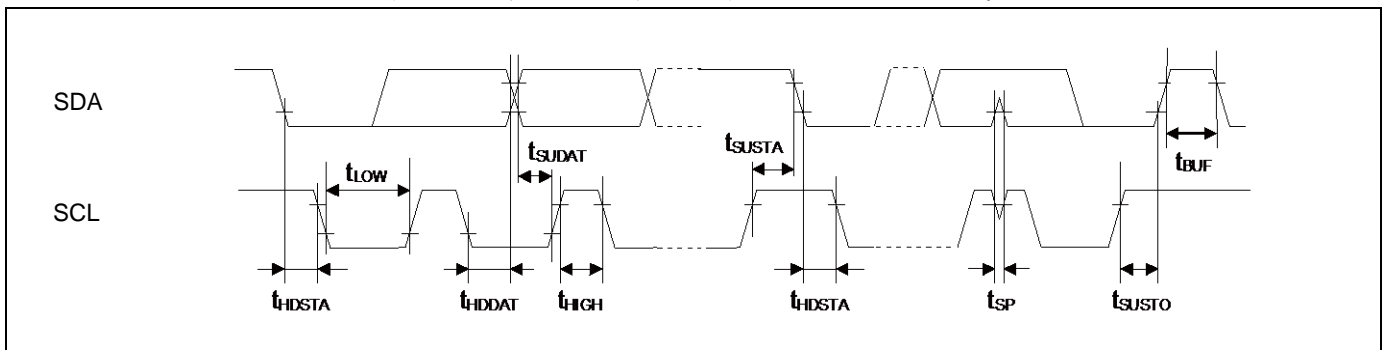 SDA
tSUDAT
tSUSTA
tBUF
tLOW
SCL
tHDSTA
tHDDAT
tHIGH
tHDSTA
tSP
tSUSTO